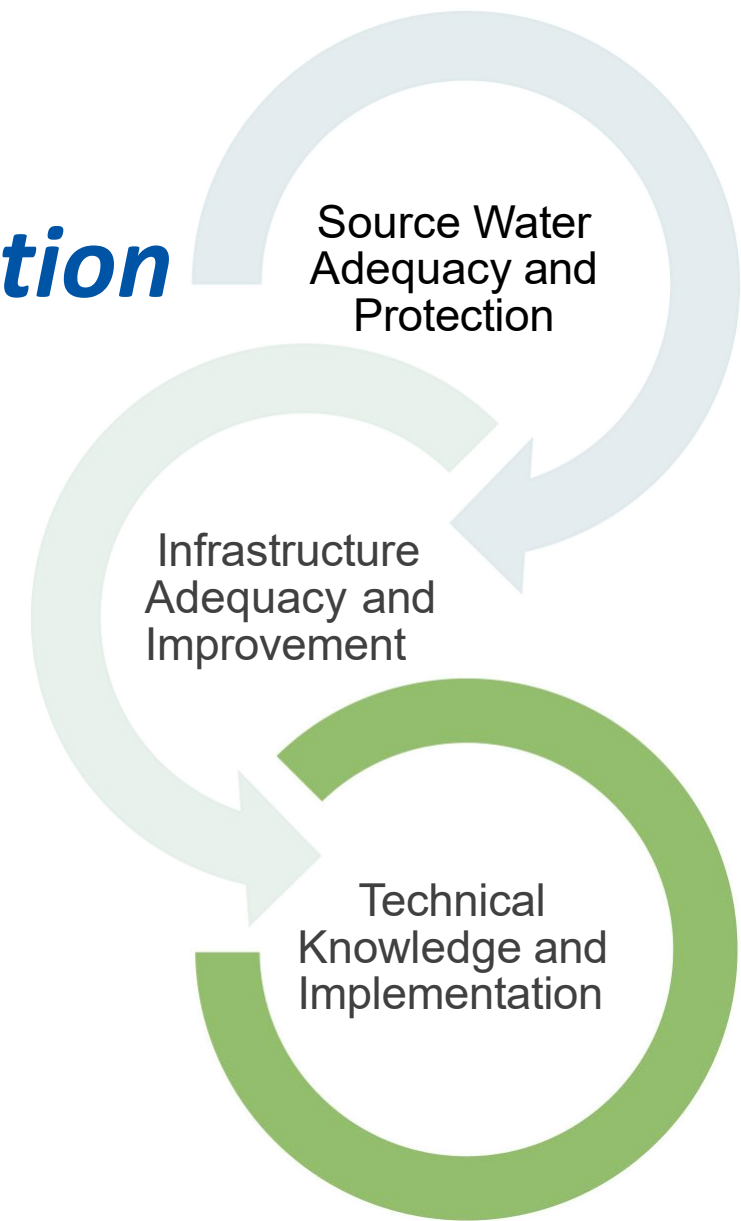 tion
Source Water
Adequacy and
Protection
Infrastructure
Adequacy and
Improvement
Technical
Knowledge and
Implementation